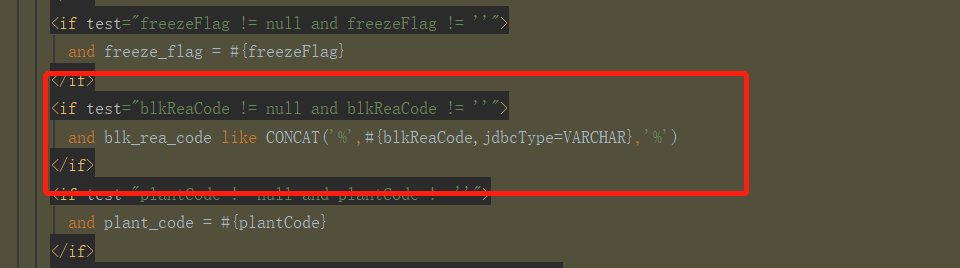 <if test="freezeFlag != null and freezeFlag != ''">
and freeze_flag = #{freezeFlag}
</if>
<if test="blkReaCode != null and blkReaCode != ''">
and blk_rea_code like CONCAT('%',#{blkReaCode,jdbcType=VARCHAR},'%')
</if>
<if test="plantCode != null and plantCode != ''">
and plant_code = #{plantCode}
</if>